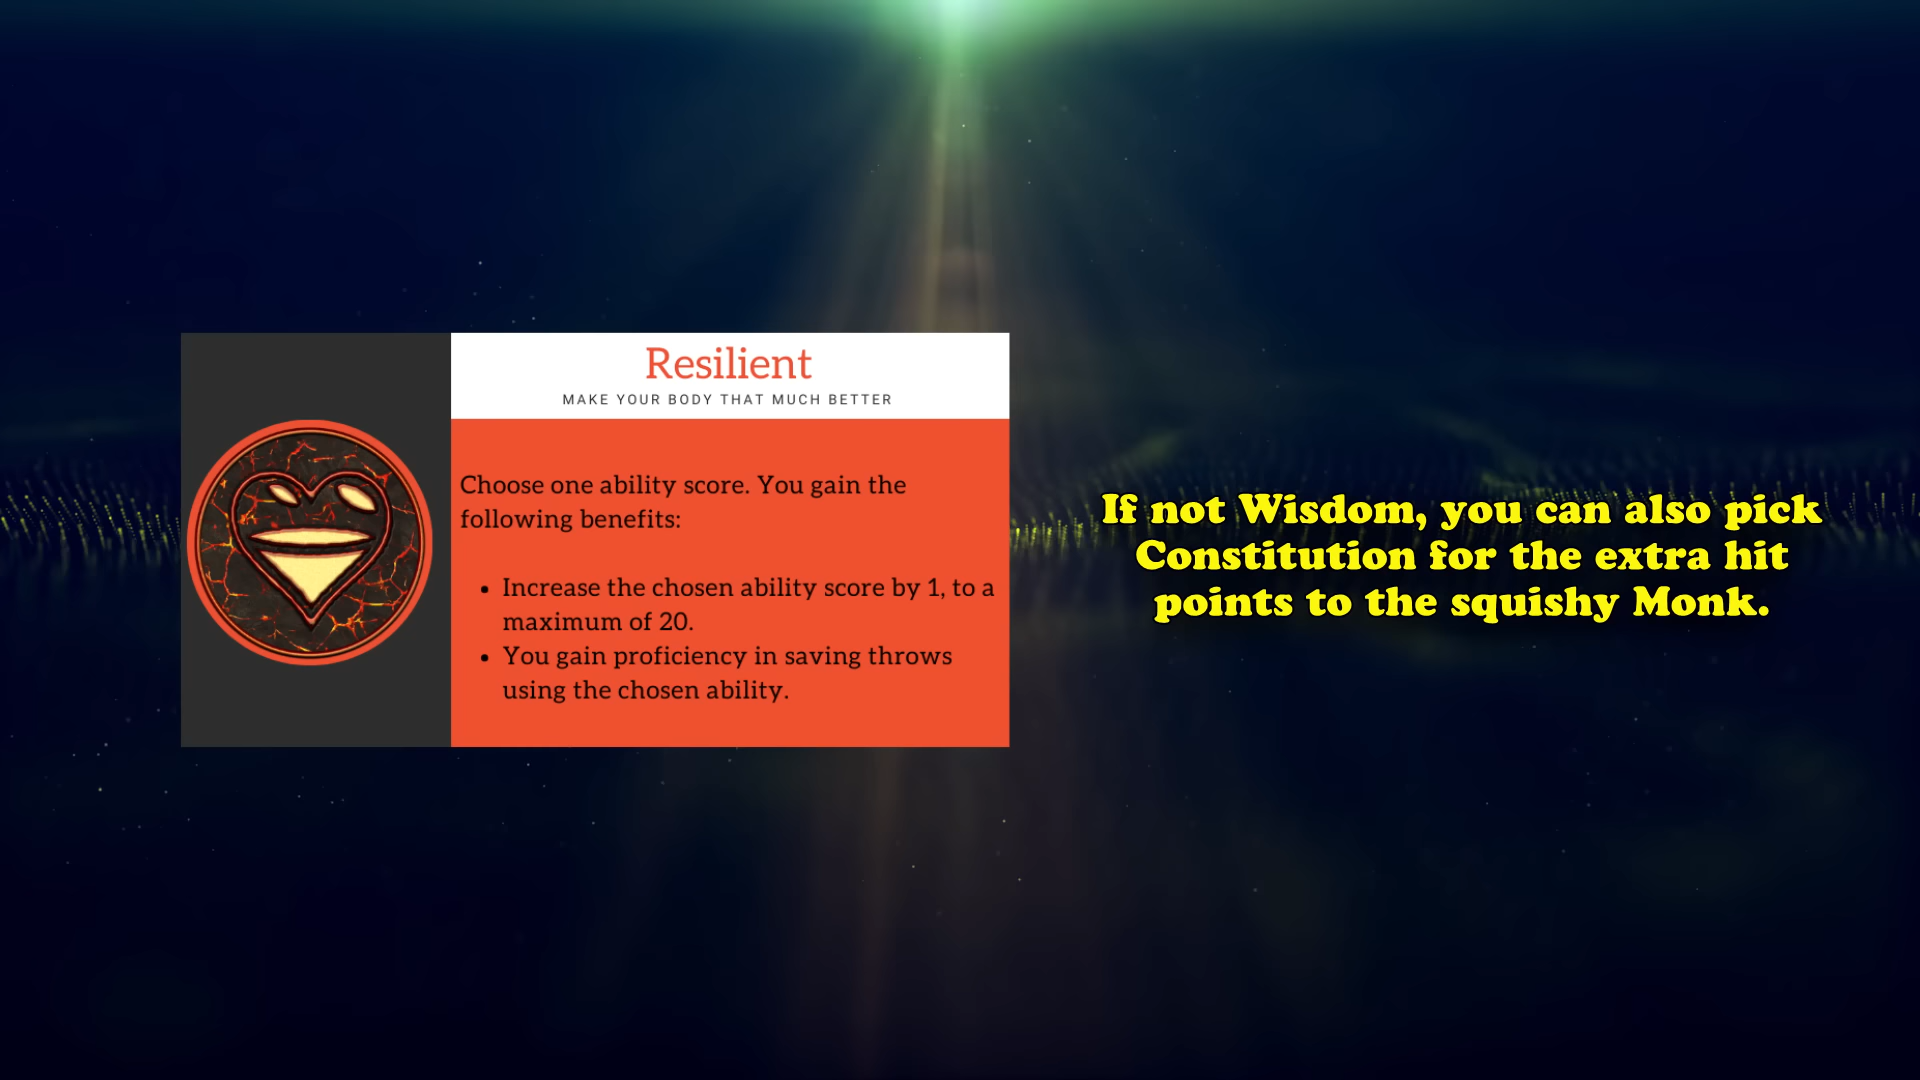 Resilient
MAKE YOUR BODY THAT MUCH BETTER
Choose one ability score. You gain the
following benefits:
• Increase the chosen ability score by 1, to a
maximum of 20.
• You gain proficiency in saving throws
using the chosen ability.
If not Wisdom, you can also pick
Constitution for the extra hit
points to the squishy Monk.